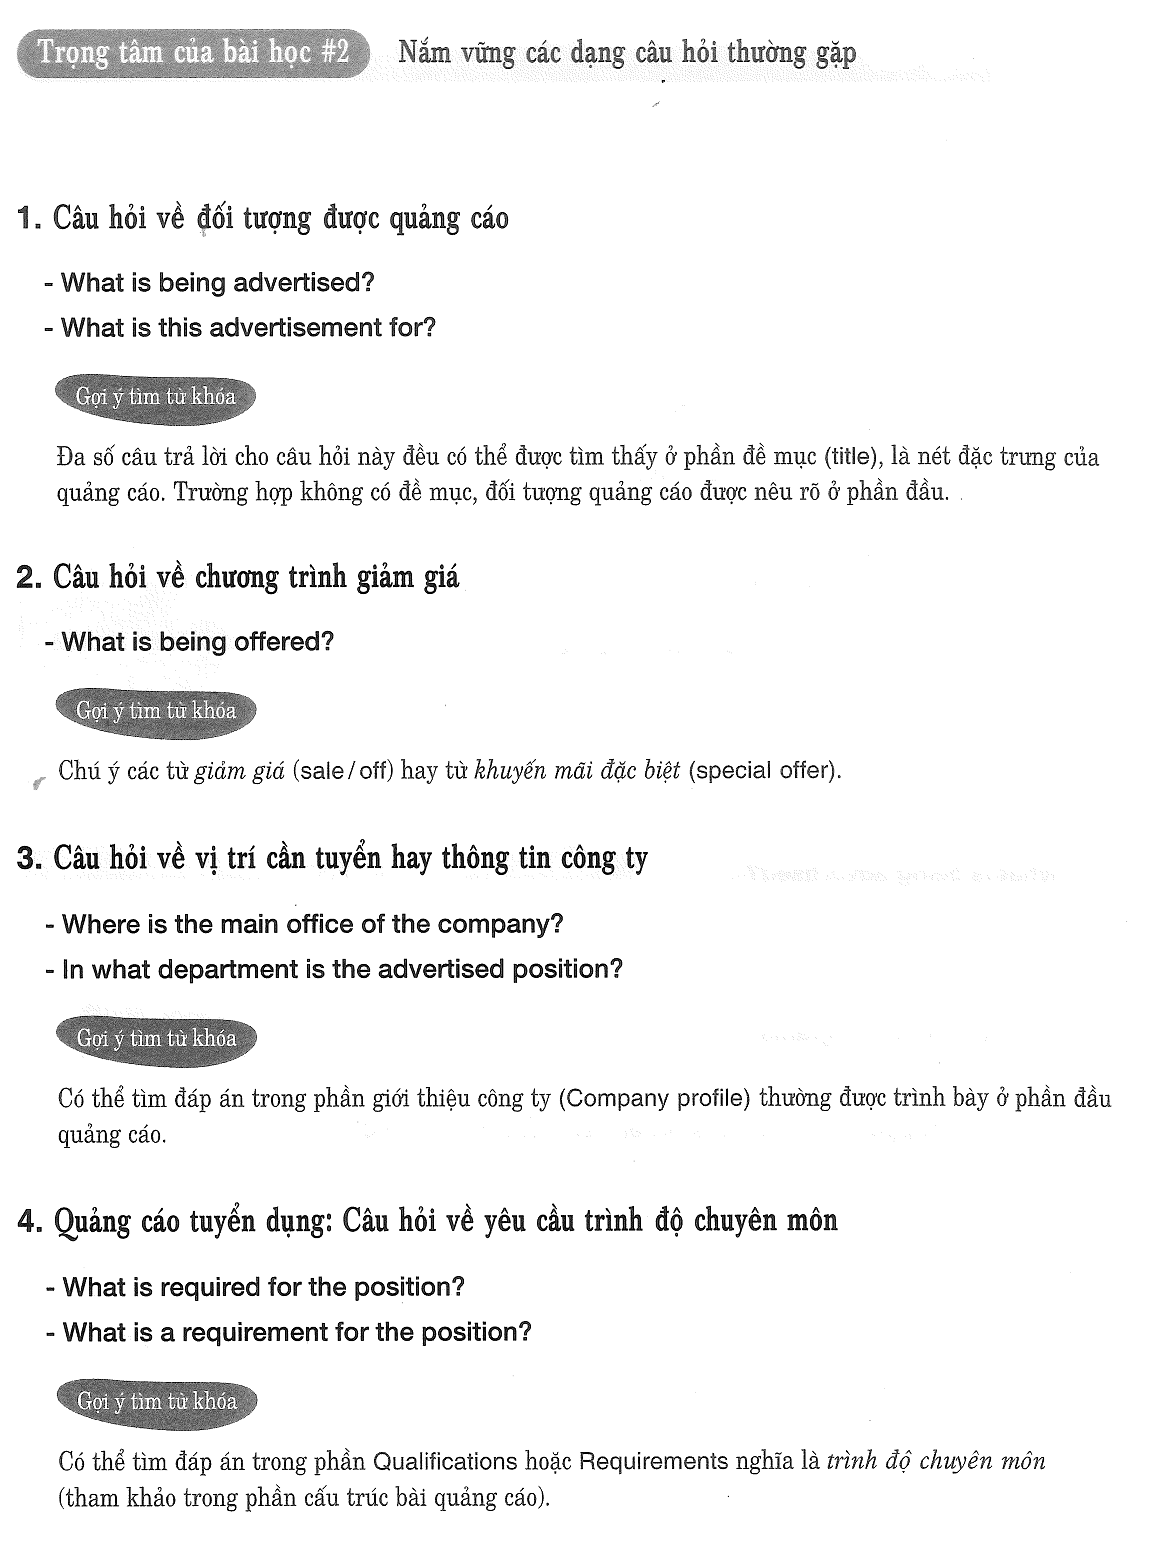 Trọng tâm của bài học #2 Nắm vững các dạng câu hỏi thường gặp
1. Câu hỏi về đối tượng được quảng cáo
- What is being advertised?
- What is this advertisement for?
Gợi ý tìm từ khóa
Đa số câu trả lời cho câu hỏi này đều có thể được tìm thấy ở phần đề mục (title), là nét đặc trưng của
quảng cáo. Trường hợp không có đề mục, đối tượng quảng cáo được nêu rõ ở phần đầu.
2. Câu hỏi về chương trình giảm giá
- What is being offered?
Gợi ý tìm từ khóa
Chú ý các từ giảm giá (sale/off) hay từ khuyến mãi đặc biệt (special offer).
3. Câu hỏi về vị trí cần tuyển hay thông tin công ty
- Where is the main office of the company?
- In what department is the advertised position?
Gợi ý tìm từ khóa
Có thể tìm đáp án trong phần giới thiệu công ty (Company profile) thường được trình bày ở phần đầu
quảng cáo.
4. Quảng cáo tuyển dụng: Câu hỏi về yêu cầu trình độ chuyên môn
- What is required for the position?
- What is a requirement for the position?
Gợi ý tìm từ khóa
Có thể tìm đáp án trong phần Qualifications hoặc Requirements nghĩa là trình độ chuyên môn
(tham khảo trong phần cấu trúc bài quảng cáo).